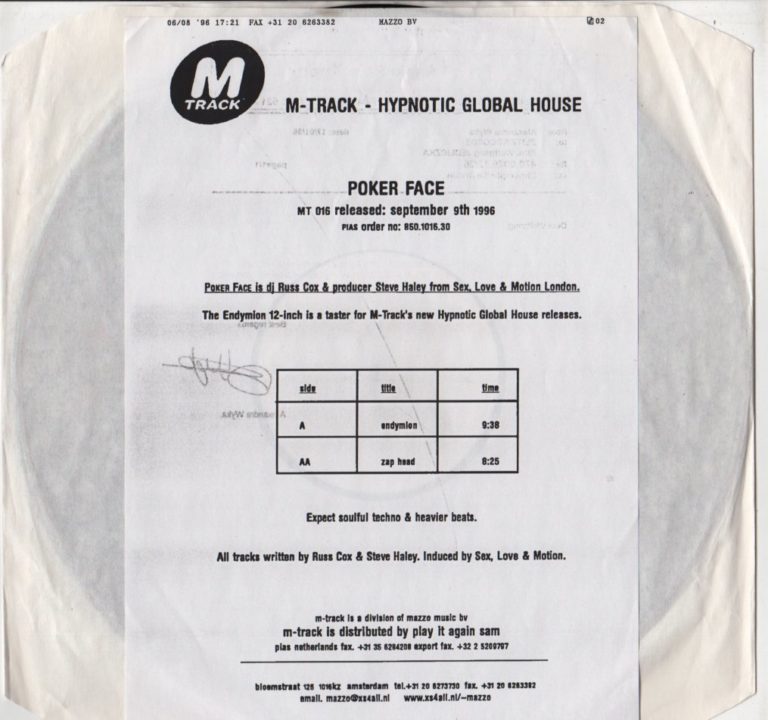 06/08 '96 17:21 FAX +31 20 6263382 MAZZO BV 02
M
TRACK
M-TRACK - HYPNOTIC GLOBAL HOUSE
POKER FACE
MT 016 released: september 9th 1996
PIAS order no: 850.1016.30
POKER FACE is dj Russ Cox & producer Steve Haley from Sex, Love & Motion London.
The Endymion 12-inch is a taster for M-Track's new Hypnotic Global House releases.
side title time
A endymion 9:38
AA zap head 8:25
Expect soulful techno & heavier beats.
All tracks written by Russ Cox & Steve Haley. Induced by Sex, Love & Motion.
m-track is a division of mazzo music bv
m-track is distributed by play it again sam
pias netherlands fax. +31 35 6284208 export fax. +32 2 5209797
bloemstraat 125 1016kz amsterdam tel.+31 20 6273730 fax. +31 20 6263382
email. mazzo@xs4all.nl www.xs4all.nl/~mazzo